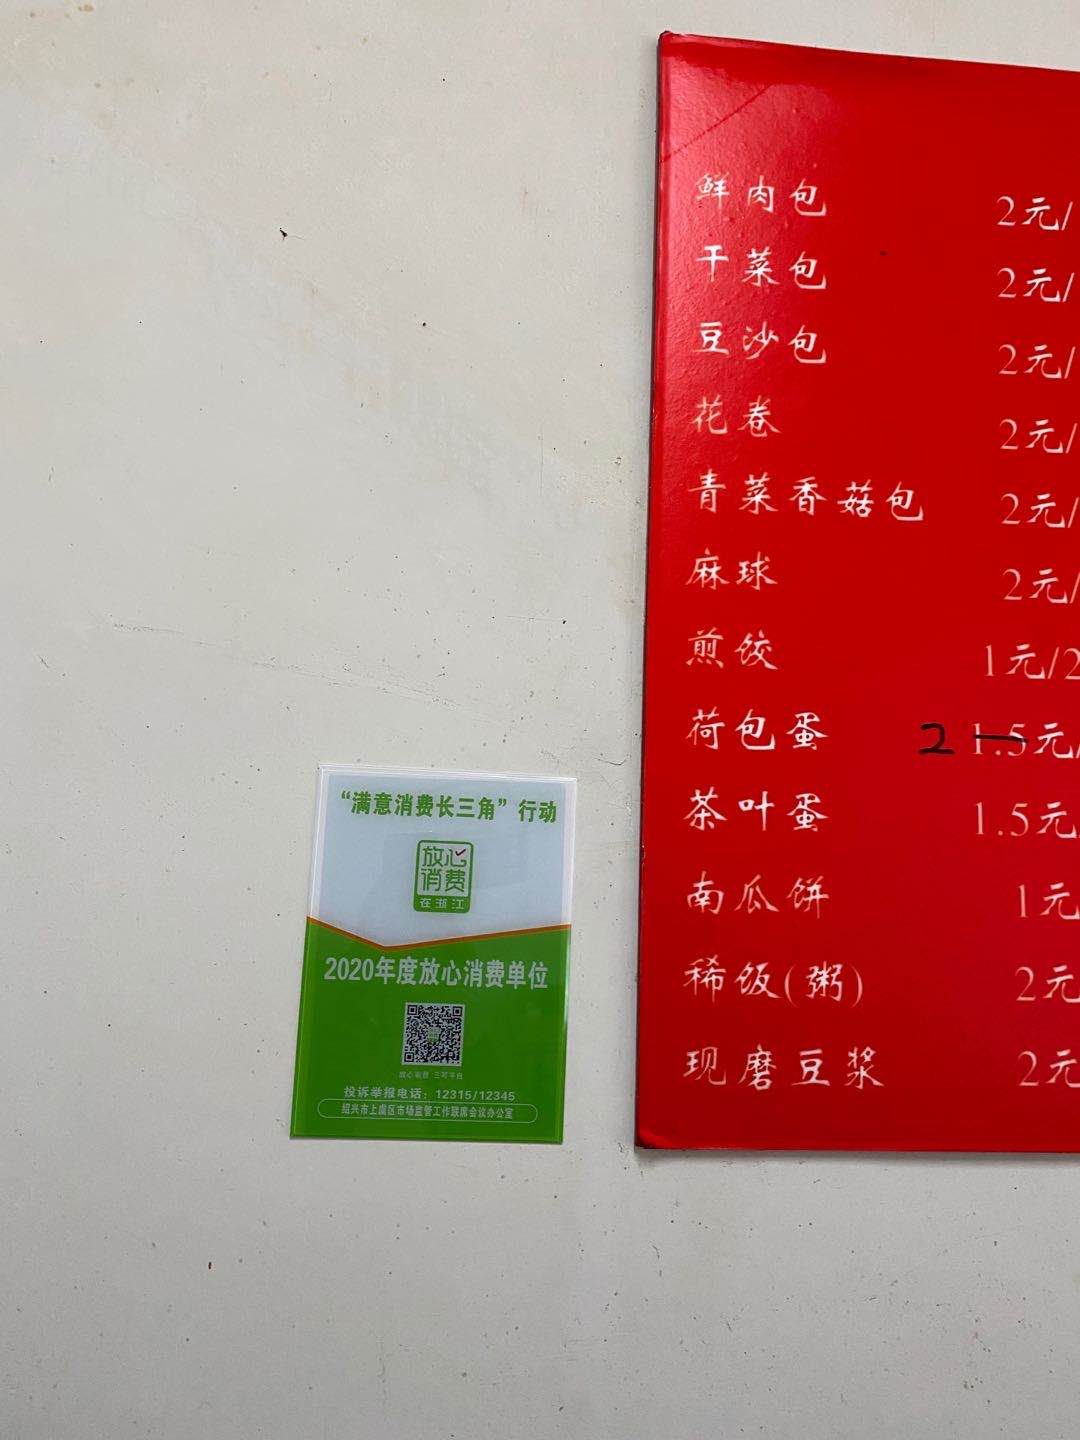 “满意消费长三角”行动
放心
消费
在浙江
2020年度放心消费单位
投诉举报电话：12315/12345
绍兴市上虞区市场监管工作联席会议办公室
鲜肉包 2元/
干菜包 2元/
豆沙包 2元/
花卷 2元/
青菜香菇包 2元/
麻球 2元/
煎饺 1元/2
荷包蛋 2 1.5元/
茶叶蛋 1.5元
南瓜饼 1元
稀饭(粥) 2元
现磨豆浆 2元